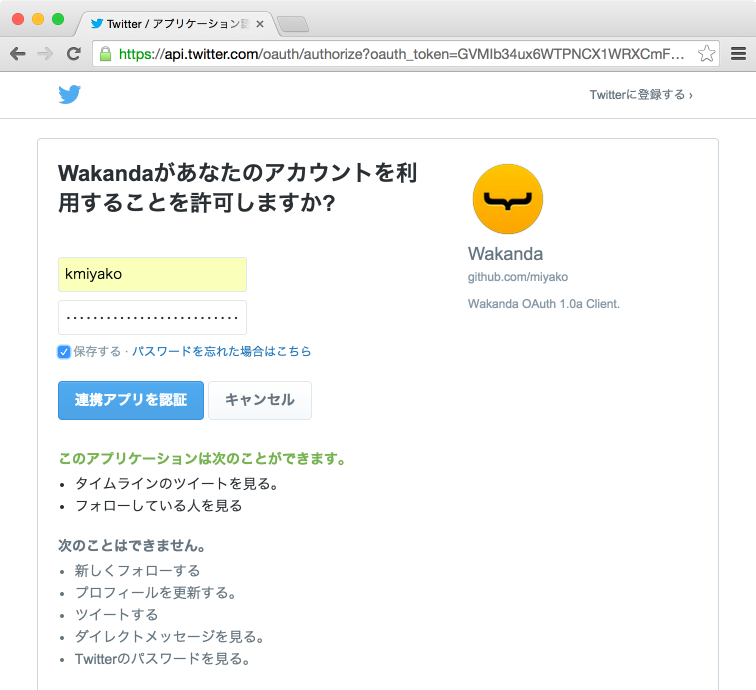 Twitter / アプリケーション認
https://api.twitter.com/oauth/authorize?oauth_token=GVMIb34ux6WTPNCX1WRXCmF...
Twitterに登録する ›
Wakandaがあなたのアカウントを利
用することを許可しますか?
Wakanda
github.com/miyako
Wakanda OAuth 1.0a Client.
kmiyako
保存する · パスワードを忘れた場合はこちら
連携アプリを認証 キャンセル
このアプリケーションは次のことができます。
• タイムラインのツイートを見る。
• フォローしている人を見る
次のことはできません。
• 新しくフォローする
• プロフィールを更新する。
• ツイートする
• ダイレクトメッセージを見る。
• Twitterのパスワードを見る。